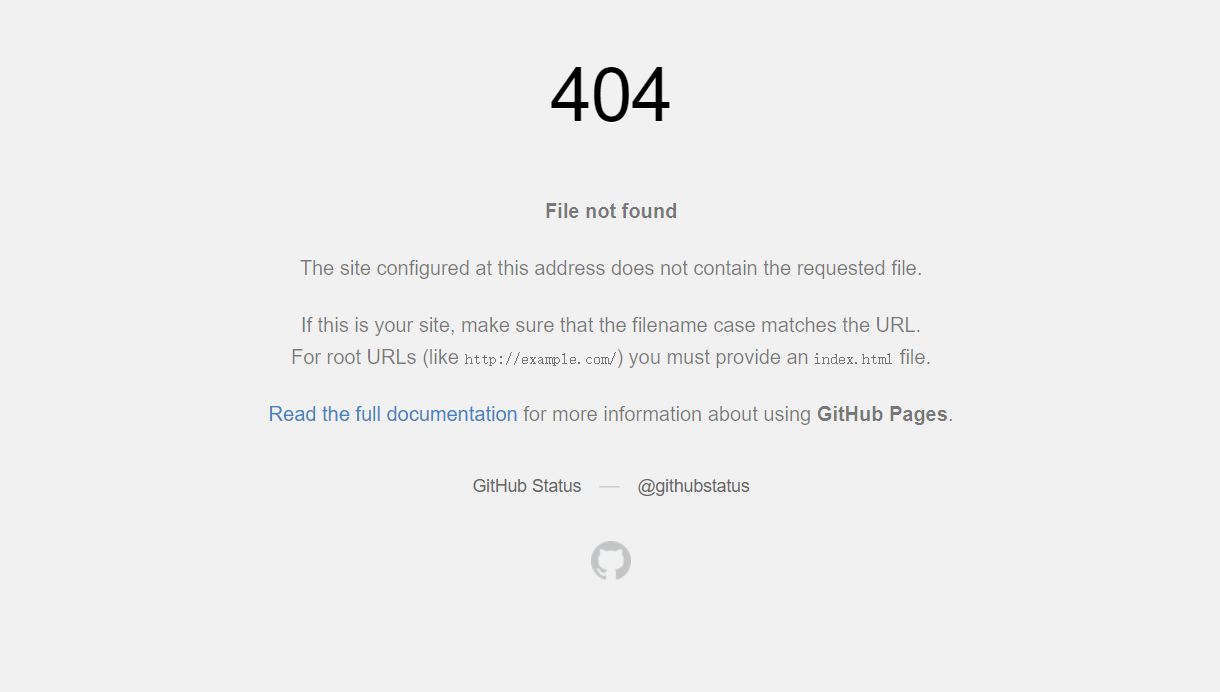 404
File not found
The site configured at this address does not contain the requested file.
If this is your site, make sure that the filename case matches the URL.
For root URLs (like http://example.com/) you must provide an index.html file.
Read the full documentation for more information about using GitHub Pages.
GitHub Status — @githubstatus